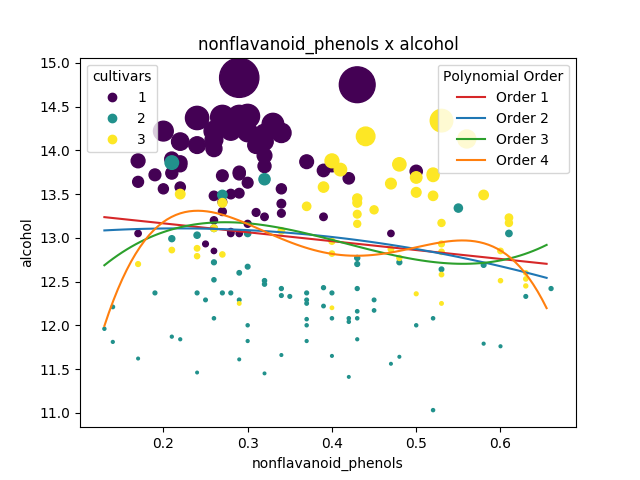 nonflavanoid_phenols x alcohol
cultivars
1
2
3
Polynomial Order
Order 1
Order 2
Order 3
Order 4
alcohol
15.0
14.5
14.0
13.5
13.0
12.5
12.0
11.5
11.0
0.2 0.3 0.4 0.5 0.6
nonflavanoid_phenols